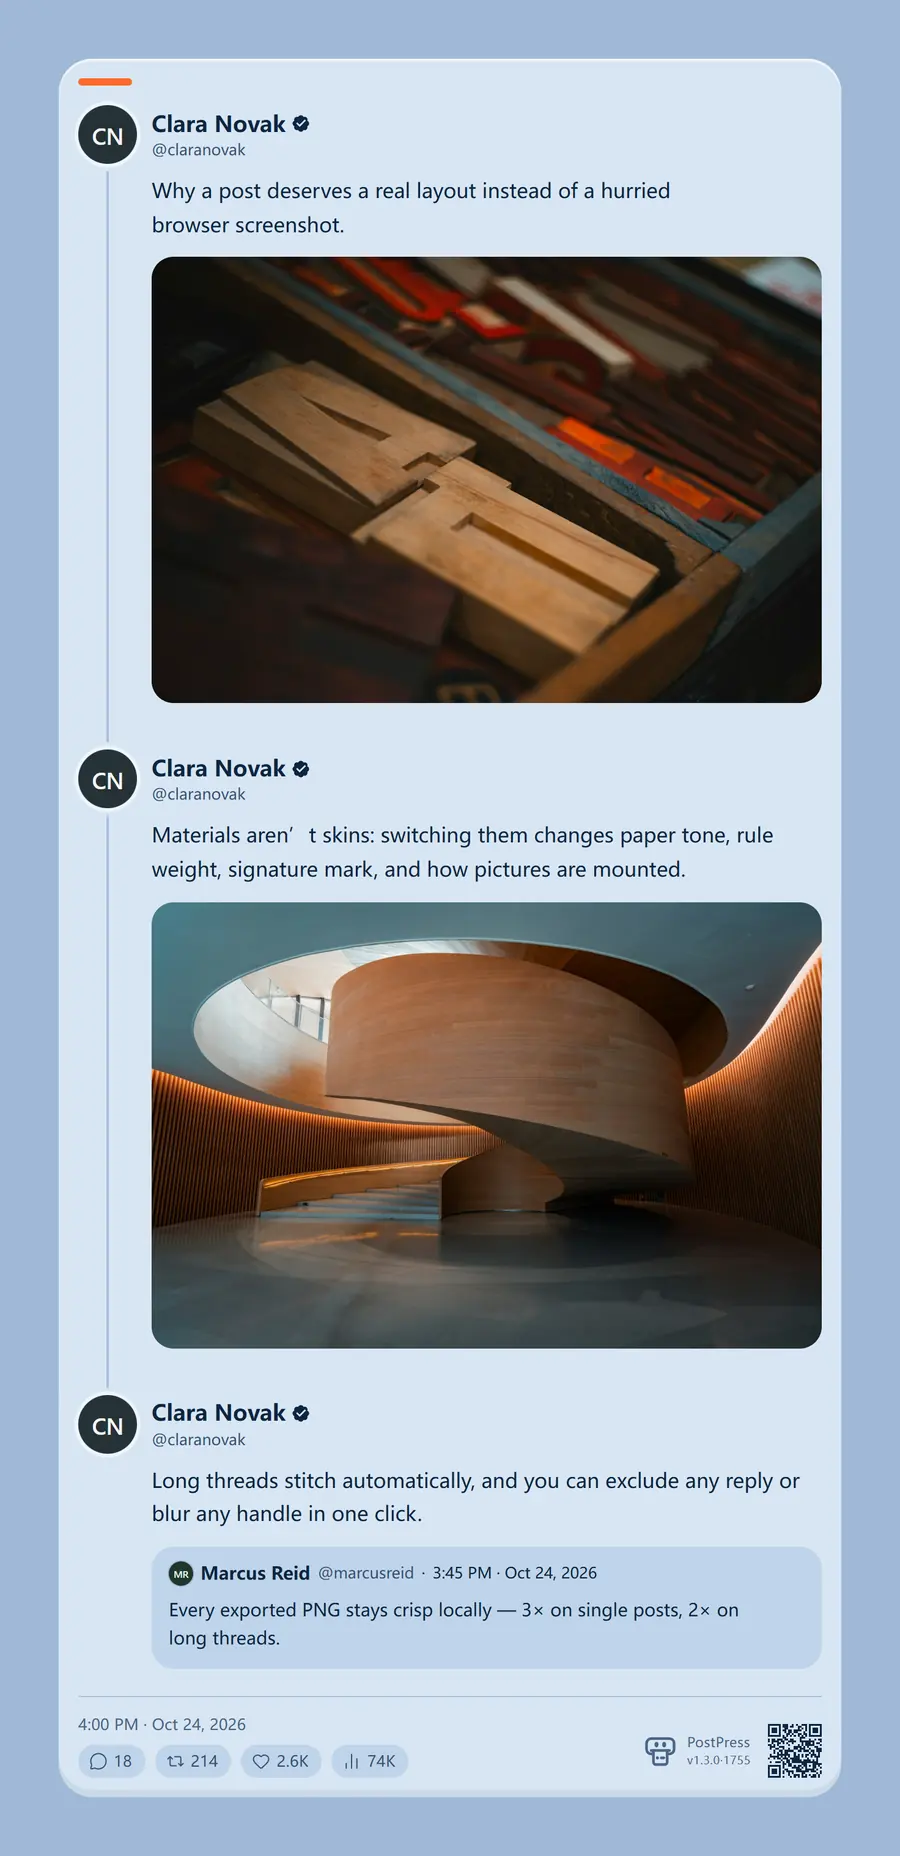 CN
Clara Novak
@claranovak
Why a post deserves a real layout instead of a hurried
browser screenshot.
CN
Clara Novak
@claranovak
Materials aren’t skins: switching them changes paper tone, rule
weight, signature mark, and how pictures are mounted.
CN
Clara Novak
@claranovak
Long threads stitch automatically, and you can exclude any reply or
blur any handle in one click.
MR Marcus Reid @marcusreid · 3:45 PM · Oct 24, 2026
Every exported PNG stays crisp locally — 3× on single posts, 2× on
long threads.
4:00 PM · Oct 24, 2026
18 214 2.6K 74K
PostPress
v1.3.0·1755